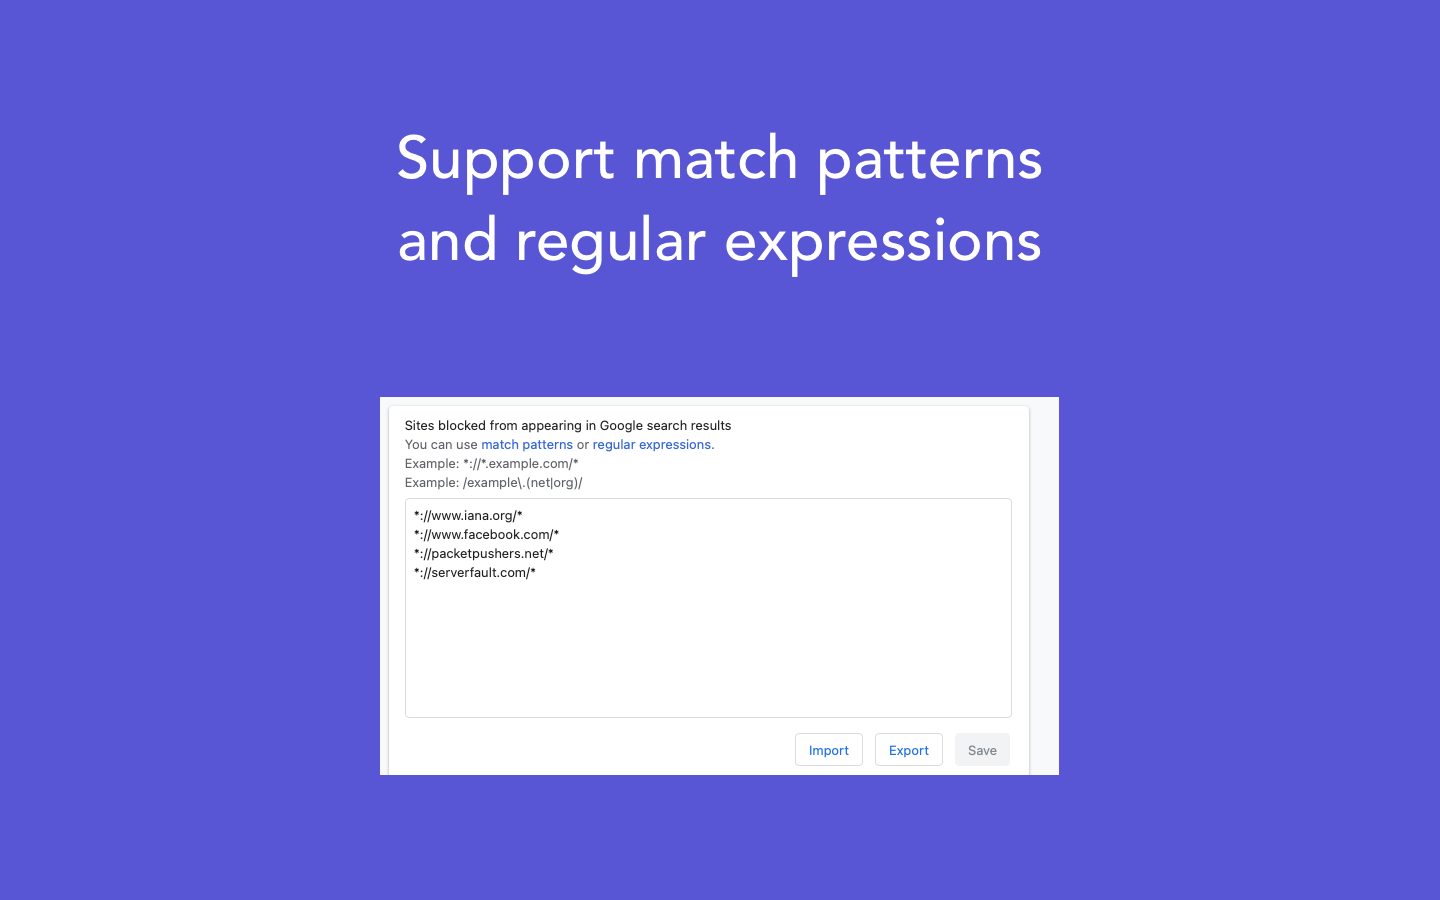 Support match patterns
and regular expressions
Sites blocked from appearing in Google search results
You can use match patterns or regular expressions.
Example: *://*.example.com/*
Example: /example\.(net|org)/
*://www.iana.org/*
*://www.facebook.com/*
*://packetpushers.net/*
*://serverfault.com/*
Import Export Save